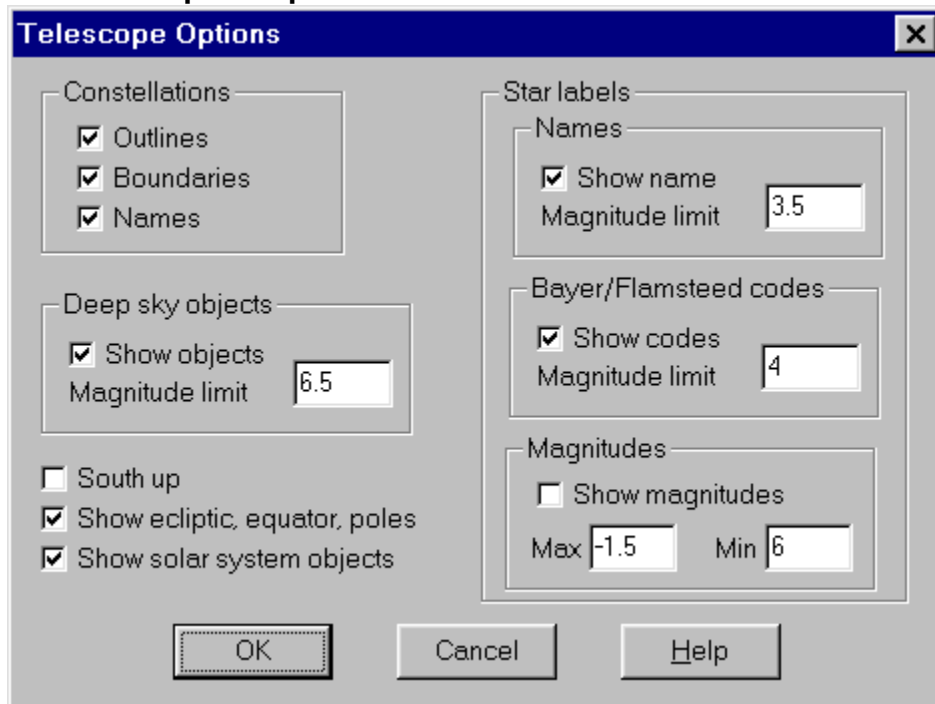 Telescope Options
Constellations
Outlines
Boundaries
Names
Deep sky objects
Show objects
Magnitude limit 6.5
South up
Show ecliptic, equator, poles
Show solar system objects
Star labels
Names
Show name
Magnitude limit 3.5
Bayer/Flamsteed codes
Show codes
Magnitude limit 4
Magnitudes
Show magnitudes
Max -1.5 Min 6
OK Cancel Help